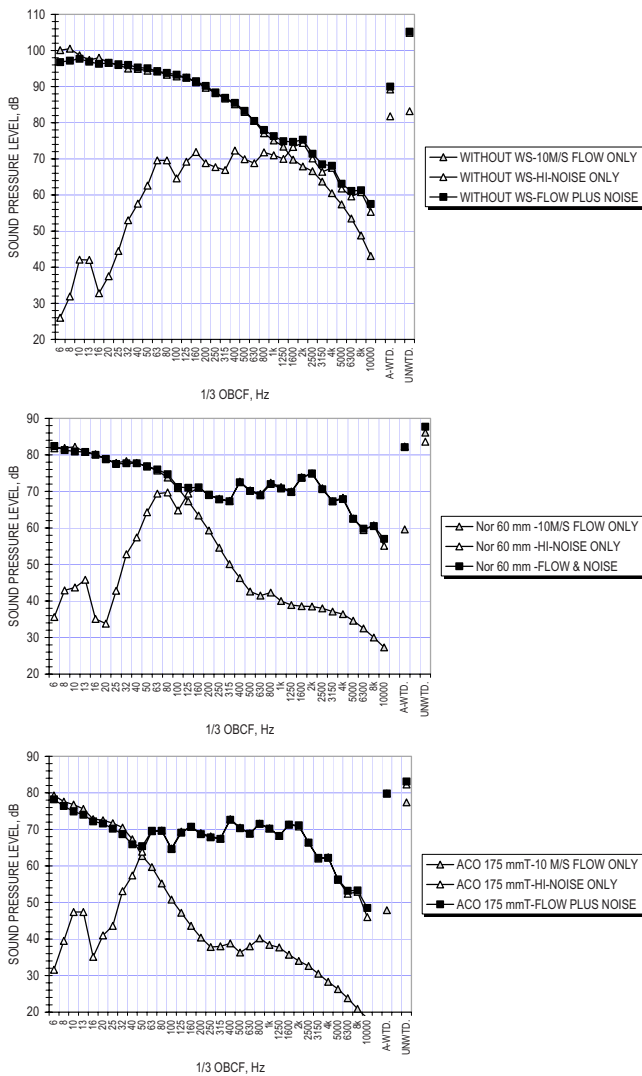 110
100
90
80
70
60
50
40
30
20
SOUND PRESSURE LEVEL, dB
6 8 10 13 16 20 25 32 40 50 63 80 100 125 160 200 250 315 400 500 630 800 1k 1250 1600 2k 2500 3150 4k 5000 6300 8k 10000 A-WTD. UNWTD.
1/3 OBCF, Hz
WITHOUT WS-10M/S FLOW ONLY
WITHOUT WS-HI-NOISE ONLY
WITHOUT WS-FLOW PLUS NOISE
90
80
70
60
50
40
30
20
SOUND PRESSURE LEVEL, dB
6 8 10 13 16 20 25 32 40 50 63 80 100 125 160 200 250 315 400 500 630 800 1k 1250 1600 2k 2500 3150 4k 5000 6300 8k 10000 A-WTD. UNWTD.
1/3 OBCF, Hz
Nor 60 mm -10M/S FLOW ONLY
Nor 60 mm -HI-NOISE ONLY
Nor 60 mm -FLOW & NOISE
90
80
70
60
50
40
30
20
SOUND PRESSURE LEVEL, dB
6 8 10 13 16 20 25 32 40 50 63 80 100 125 160 200 250 315 400 500 630 800 1k 1250 1600 2k 2500 3150 4k 5000 6300 8k 10000 A-WTD. UNWTD.
1/3 OBCF, Hz
ACO 175 mmT-10 M/S FLOW ONLY
ACO 175 mmT-HI-NOISE ONLY
ACO 175 mmT-FLOW PLUS NOISE